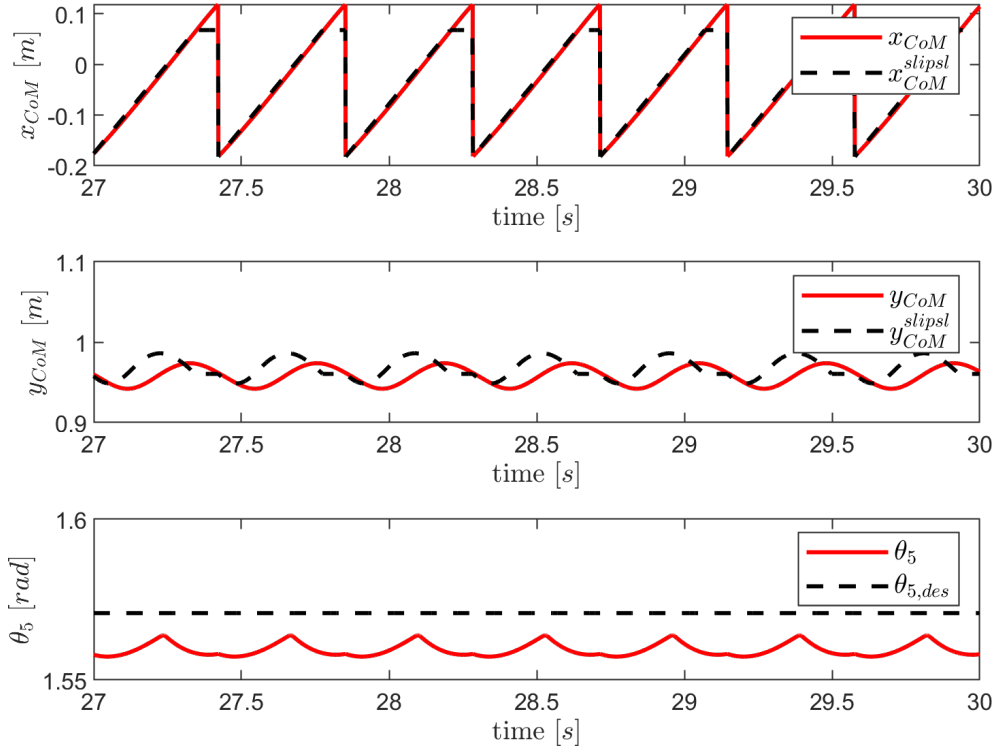 0.1
0
-0.1
-0.2
x_{CoM} [m]
x_{CoM}
x_{CoM}^{slipsl}
27 27.5 28 28.5 29 29.5 30
time [s]
1.1
1
0.9
y_{CoM} [m]
y_{CoM}
y_{CoM}^{slipsl}
27 27.5 28 28.5 29 29.5 30
time [s]
1.6
1.55
θ_5 [rad]
θ_5
θ_{5,des}
27 27.5 28 28.5 29 29.5 30
time [s]